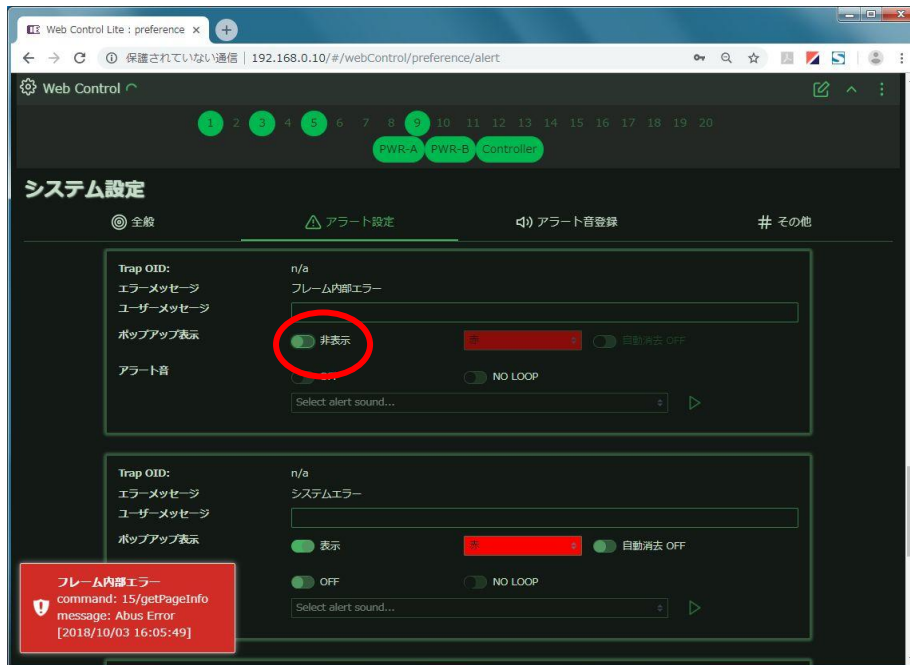 Web Control Lite : preference
保護されていない通信 192.168.0.10/#/webControl/preference/alert
Web Control
1 2 3 4 5 6 7 8 9 10 11 12 13 14 15 16 17 18 19 20
PWR-A PWR-B Controller
システム設定
全般 アラート設定 アラート音登録 その他
Trap OID: n/a
エラーメッセージ フレーム内部エラー
ユーザーメッセージ
ポップアップ表示 非表示 赤 自動消去 OFF
アラート音 NO LOOP
Select alert sound...
Trap OID: n/a
エラーメッセージ システムエラー
ユーザーメッセージ
ポップアップ表示 表示 赤 自動消去 OFF
OFF NO LOOP
Select alert sound...
フレーム内部エラー
command: 15/getPageInfo
message: Abus Error
[2018/10/03 16:05:49]